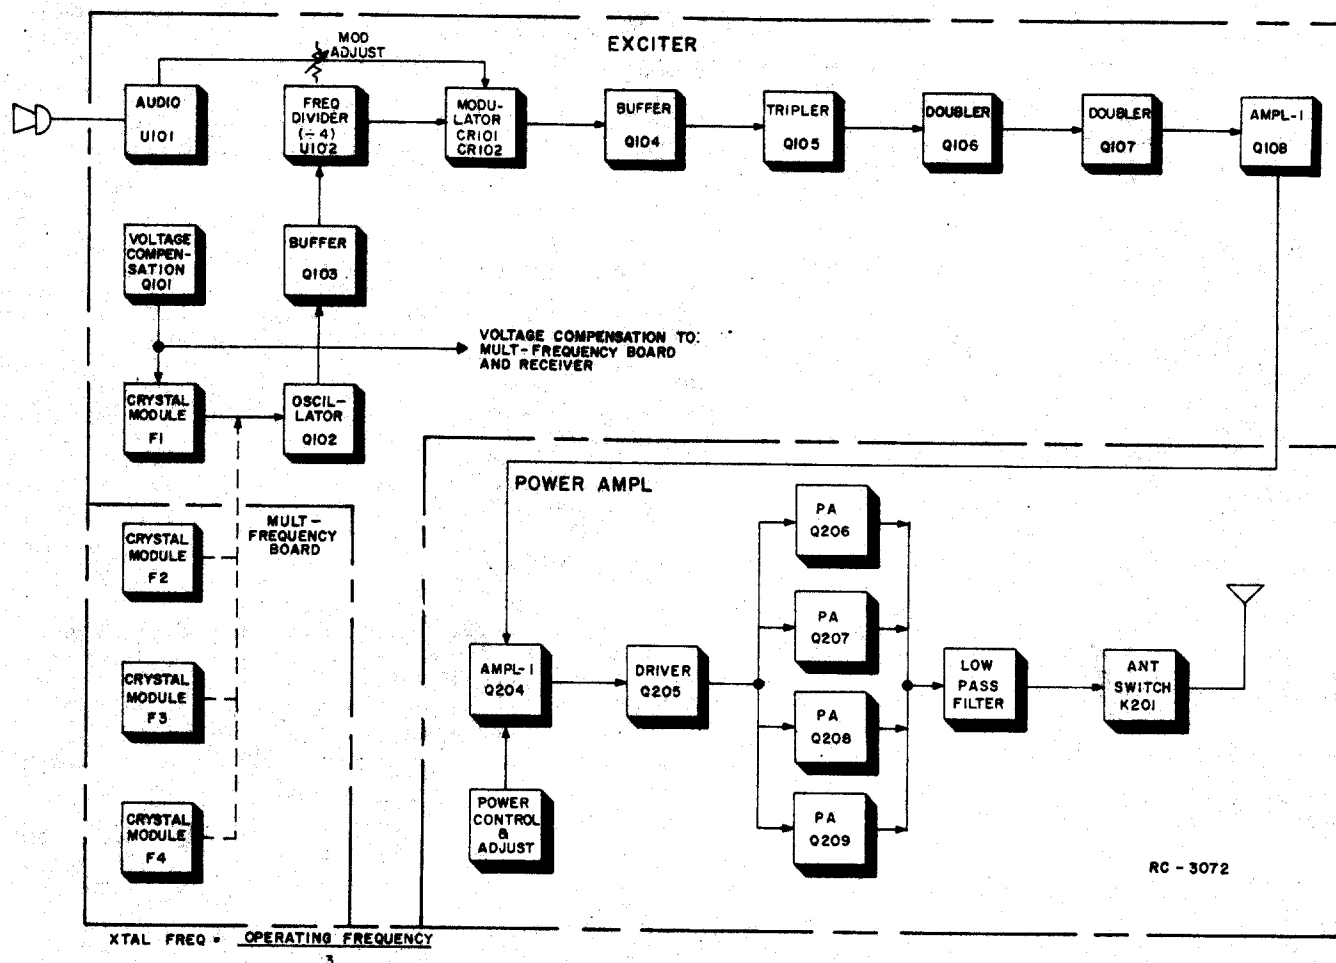 EXCITER
MOD
ADJUST
AUDIO
U101
FREQ
DIVIDER
(÷4)
U102
MODU-
LATOR
CR101
CR102
BUFFER
Q104
TRIPLER
Q105
DOUBLER
Q106
DOUBLER
Q107
AMPL-1
Q108
VOLTAGE
COMPEN-
SATION
Q101
BUFFER
Q103
VOLTAGE COMPENSATION TO:
MULT-FREQUENCY BOARD
AND RECEIVER
CRYSTAL
MODULE
F1
OSCIL-
LATOR
Q102
MULT-
FREQUENCY
BOARD
CRYSTAL
MODULE
F2
CRYSTAL
MODULE
F3
CRYSTAL
MODULE
F4
POWER AMPL
AMPL-1
Q204
DRIVER
Q205
PA
Q206
PA
Q207
PA
Q208
PA
Q209
LOW
PASS
FILTER
ANT
SWITCH
K201
POWER
CONTROL
&
ADJUST
RC-3072
XTAL FREQ = OPERATING FREQUENCY
3